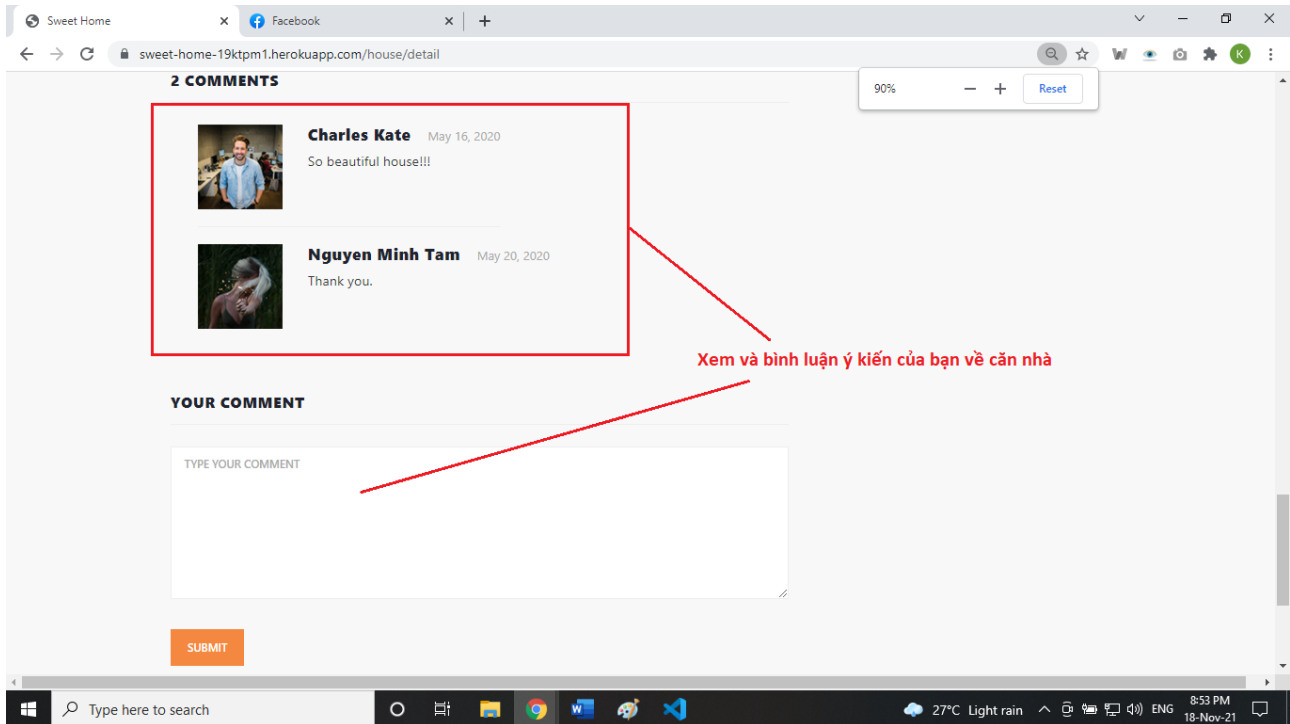 Sweet Home
Facebook
sweet-home-19ktpm1.herokuapp.com/house/detail
K
90%
Reset
2 COMMENTS
Charles Kate May 16, 2020
So beautiful house!!!
Nguyen Minh Tam May 20, 2020
Thank you.
Xem và bình luận ý kiến của bạn về căn nhà
YOUR COMMENT
TYPE YOUR COMMENT
SUBMIT
Type here to search
27°C Light rain
ENG
8:53 PM
18-Nov-21